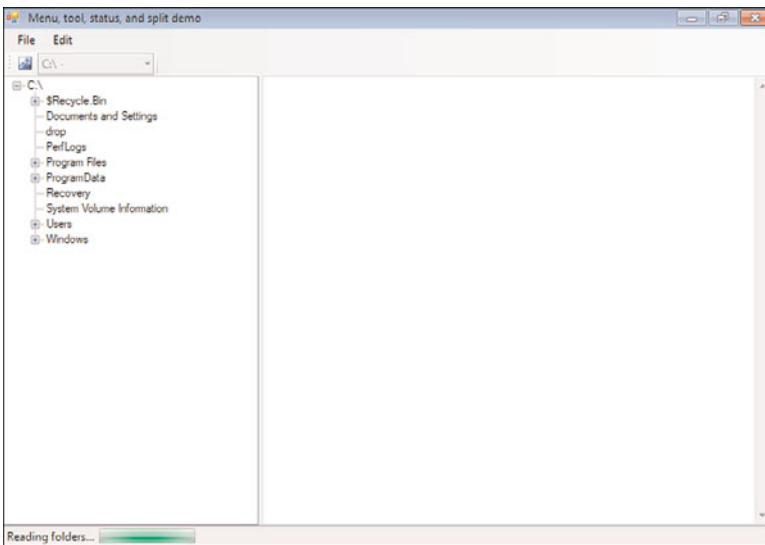 Menu, tool, status, and split demo
File Edit
C:\ -
C:\
$Recycle.Bin
Documents and Settings
drop
PerfLogs
Program Files
ProgramData
Recovery
System Volume Information
Users
Windows
Reading folders...